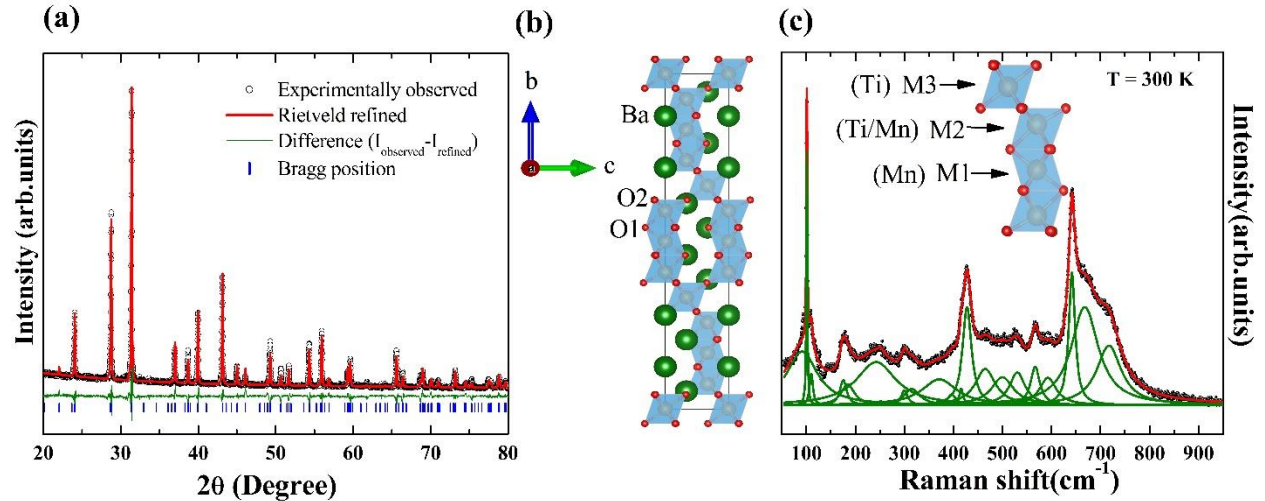 (a)
Intensity (arb.units)
Experimentally observed
Rietveld refined
Difference (I_observed-I_refined)
Bragg position
20 30 40 50 60 70 80
2θ (Degree)
(b)
b
a
c
Ba
O2
O1
(c)
T = 300 K
(Ti) M3
(Ti/Mn) M2
(Mn) M1
Intensity(arb.units)
100 200 300 400 500 600 700 800 900
Raman shift(cm⁻¹)